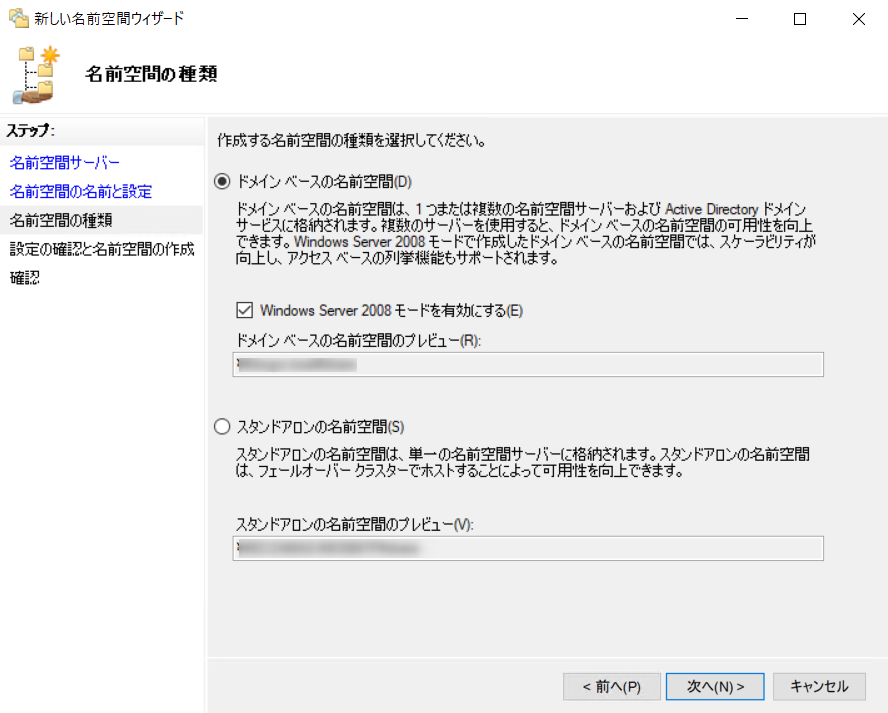 新しい名前空間ウィザード
名前空間の種類
ステップ:
名前空間サーバー
名前空間の名前と設定
名前空間の種類
設定の確認と名前空間の作成
確認
作成する名前空間の種類を選択してください。
ドメイン ベースの名前空間(D)
ドメイン ベースの名前空間は、1 つまたは複数の名前空間サーバーおよび Active Directory ドメイン
サービスに格納されます。複数のサーバーを使用すると、ドメイン ベースの名前空間の可用性を向上
できます。Windows Server 2008 モードで作成したドメイン ベースの名前空間では、スケーラビリティが
向上し、アクセス ベースの列挙機能もサポートされます。
Windows Server 2008 モードを有効にする(E)
ドメイン ベースの名前空間のプレビュー(R):
スタンドアロンの名前空間(S)
スタンドアロンの名前空間は、単一の名前空間サーバーに格納されます。スタンドアロンの名前空間
は、フェールオーバー クラスターでホストすることによって可用性を向上できます。
スタンドアロンの名前空間のプレビュー(V):
< 前へ(P)
次へ(N) >
キャンセル